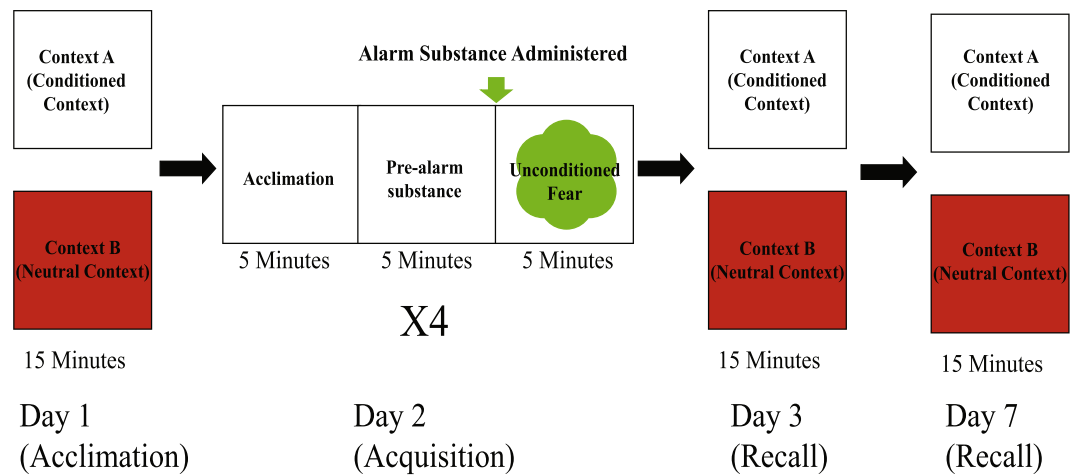 Context A
(Conditioned
Context)
Context B
(Neutral Context)
15 Minutes
Day 1
(Acclimation)
Alarm Substance Administered
Acclimation
Pre-alarm
substance
Unconditioned
Fear
5 Minutes
5 Minutes
5 Minutes
X4
Day 2
(Acquisition)
Context A
(Conditioned
Context)
Context B
(Neutral Context)
15 Minutes
Day 3
(Recall)
Context A
(Conditioned
Context)
Context B
(Neutral Context)
15 Minutes
Day 7
(Recall)